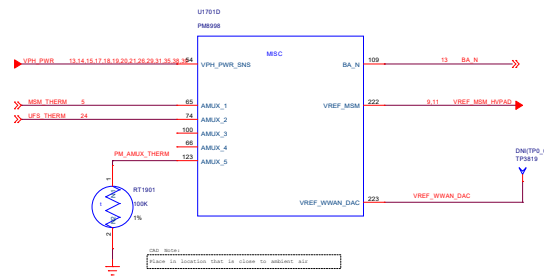 U1701D
PM8998
MISC
VPH_PWR 13,14,15,17,18,19,20,21,26,29,31,35,38,39 64 VPH_PWR_SNS
BA_N 109 13 BA_N
MSM_THERM 5 65 AMUX_1
VREF_MSM 222 9,11 VREF_MSM_HVPAD
UFS_THERM 24 74 AMUX_2
100 AMUX_3
66 AMUX_4
PM_AMUX_THERM 123 AMUX_5
DNI(TP0_
TP3819
1
RT1901
1 100K
1%
2
VREF_WWAN_DAC 223 VREF_WWAN_DAC
CAD Note:
Place in location that is close to ambient air